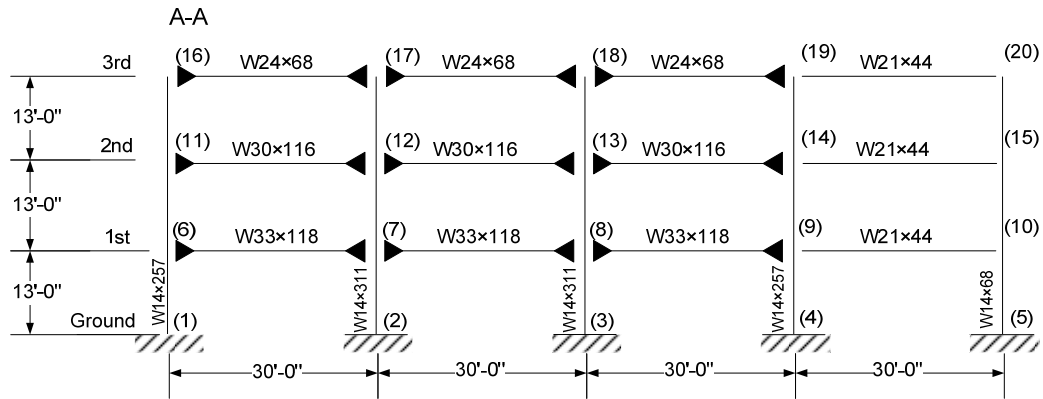 A-A
3rd (16) W24×68 (17) W24×68 (18) W24×68 (19) W21×44 (20)
13'-0"
2nd (11) W30×116 (12) W30×116 (13) W30×116 (14) W21×44 (15)
13'-0"
1st (6) W33×118 (7) W33×118 (8) W33×118 (9) W21×44 (10)
13'-0"
W14×257 W14×311 W14×311 W14×257 W14×68
Ground (1) (2) (3) (4) (5)
30'-0" 30'-0" 30'-0" 30'-0"